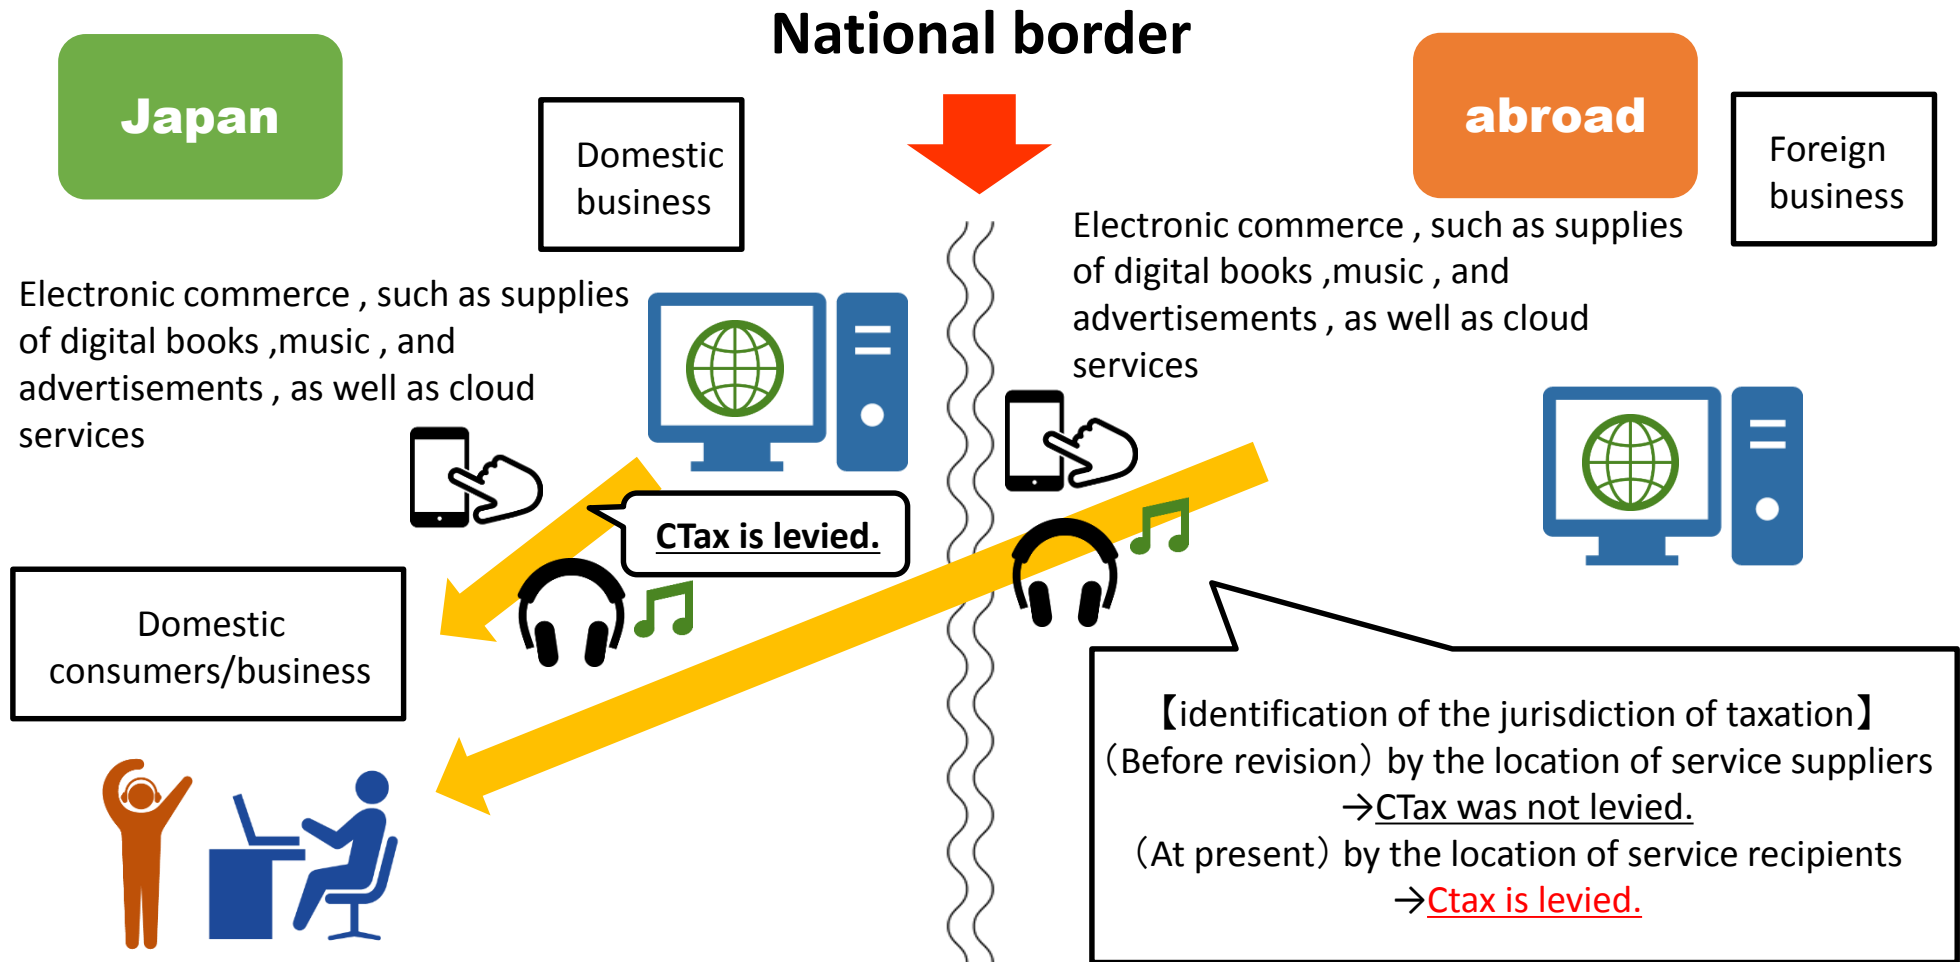 National border
Japan
abroad
Domestic
business
Foreign
business
Electronic commerce , such as supplies
of digital books ,music , and
advertisements , as well as cloud
services
Electronic commerce , such as supplies
of digital books ,music , and
advertisements , as well as cloud
services
CTax is levied.
Domestic
consumers/business
【identification of the jurisdiction of taxation】
（Before revision）by the location of service suppliers
→CTax was not levied.
（At present）by the location of service recipients
→Ctax is levied.